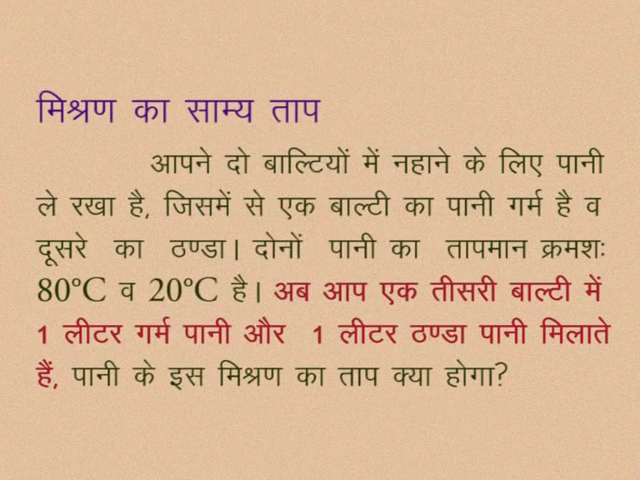 मिश्रण का साम्य ताप
आपने दो बाल्टियों में नहाने के लिए पानी
ले रखा है, जिसमें से एक बाल्टी का पानी गर्म है व
दूसरे का ठण्डा। दोनों पानी का तापमान क्रमशः
80°C व 20°C है। अब आप एक तीसरी बाल्टी में
1 लीटर गर्म पानी और 1 लीटर ठण्डा पानी मिलाते
हैं, पानी के इस मिश्रण का ताप क्या होगा?